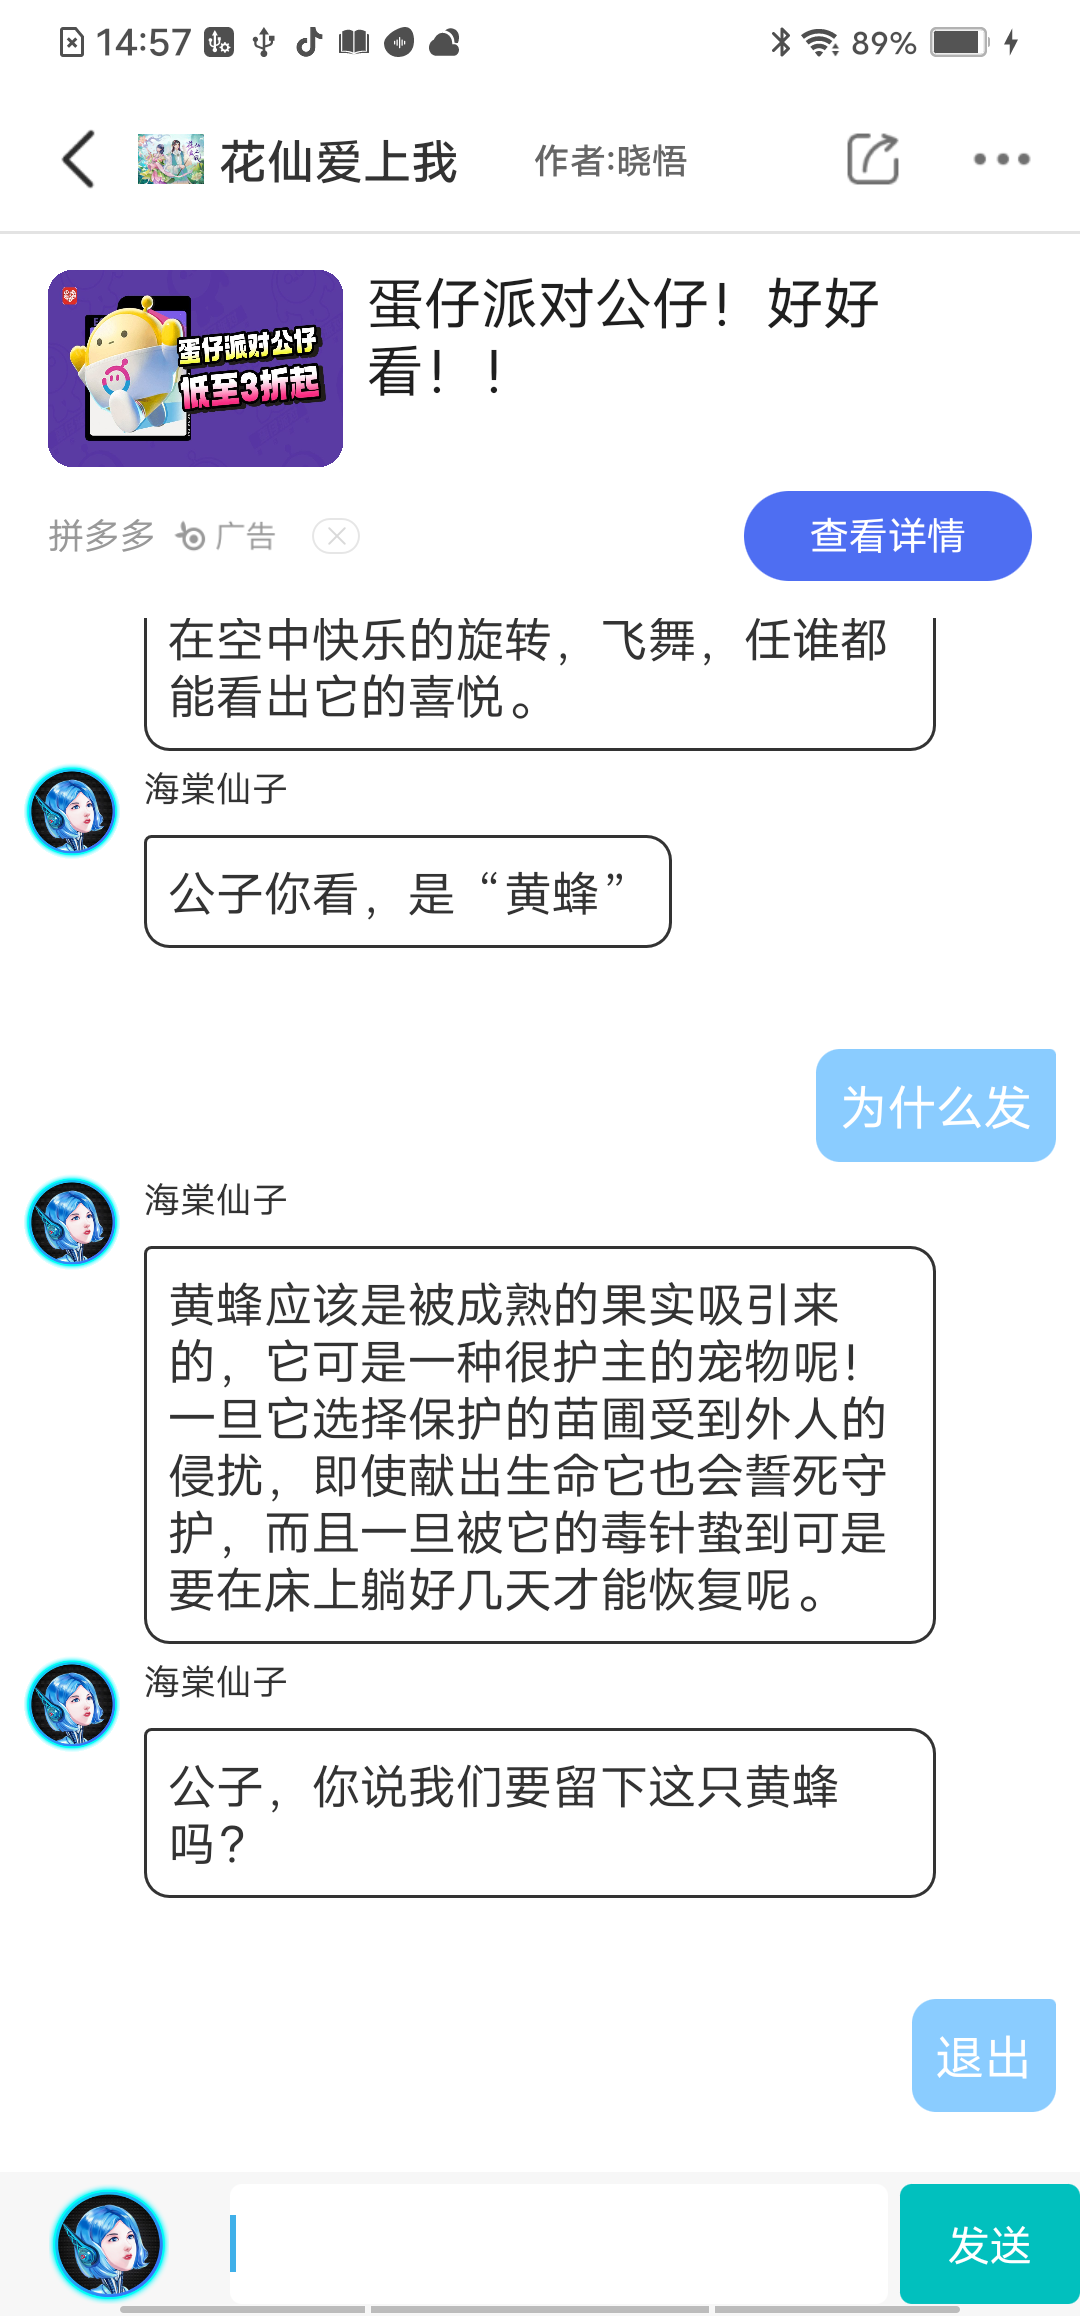 14:57
89%
花仙爱上我
作者:晓悟
蛋仔派对公仔
低至3折起
蛋仔派对公仔！好好
看！！
拼多多
广告
查看详情
在空中快乐的旋转，飞舞，任谁都
能看出它的喜悦。
海棠仙子
公子你看，是“黄蜂”
为什么发
海棠仙子
黄蜂应该是被成熟的果实吸引来
的，它可是一种很护主的宠物呢！
一旦它选择保护的苗圃受到外人的
侵扰，即使献出生命它也会誓死守
护，而且一旦被它的毒针蛰到可是
要在床上躺好几天才能恢复呢。
海棠仙子
公子，你说我们要留下这只黄蜂
吗？
退出
发送